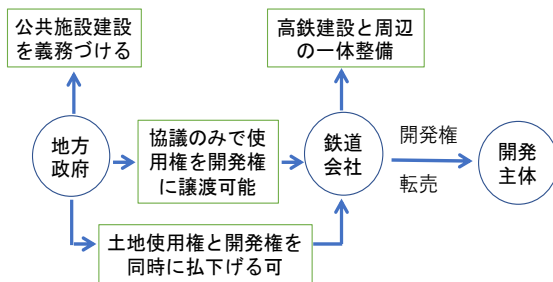 公共施設建設
を義務づける
高鉄建設と周辺
の一体整備
地方
政府
協議のみで使
用権を開発権
に譲渡可能
鉄道
会社
開発権
転売
開発
主体
土地使用権と開発権を
同時に払下げる可